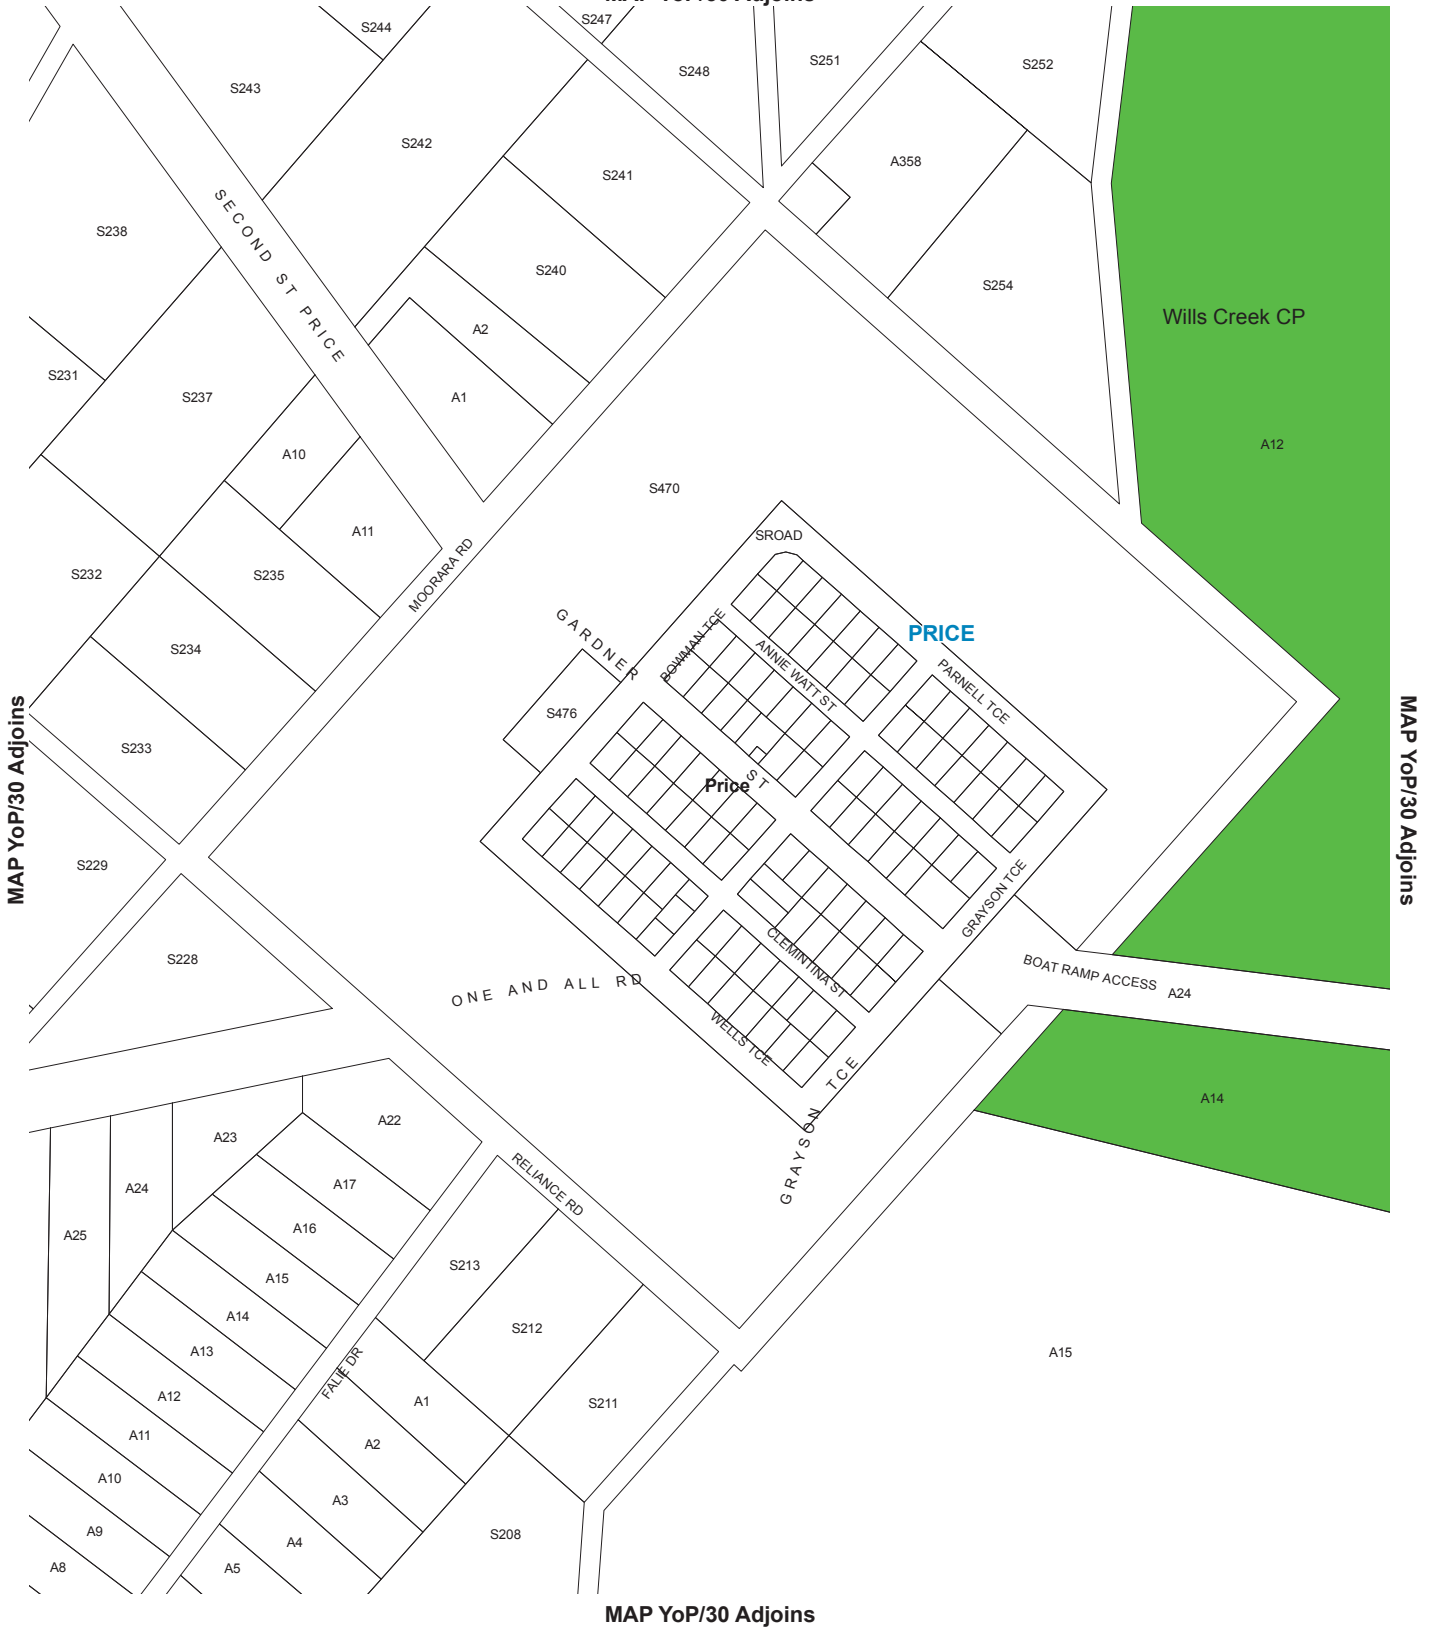 MAP YoP/30 Adjoins
S244
S247
S243
S248
S251
S252
S242
S241
A358
S238
SECOND ST PRICE
S240
S254
Wills Creek CP
A2
S231
S237
A1
A10
A12
S470
A11
SROAD
S232
S235
MOORARA RD
GARDNER
BOWMAN TCE
PRICE
ANNIE WATT ST
PARNELL TCE
S234
S476
S233
MAP YoP/30 Adjoins
MAP YoP/30 Adjoins
Price
ST
S229
GRAYSON TCE
S228
CLEMINTINA ST
BOAT RAMP ACCESS
A24
ONE AND ALL RD
WELLS TCE
GRAYSON TCE
A14
A22
A23
A24
A17
RELIANCE RD
A16
A25
A15
S213
A14
S212
A13
A15
FALIE DR
A12
A1
S211
A11
A2
A10
A3
A9
S208
A4
A8
A5
MAP YoP/30 Adjoins